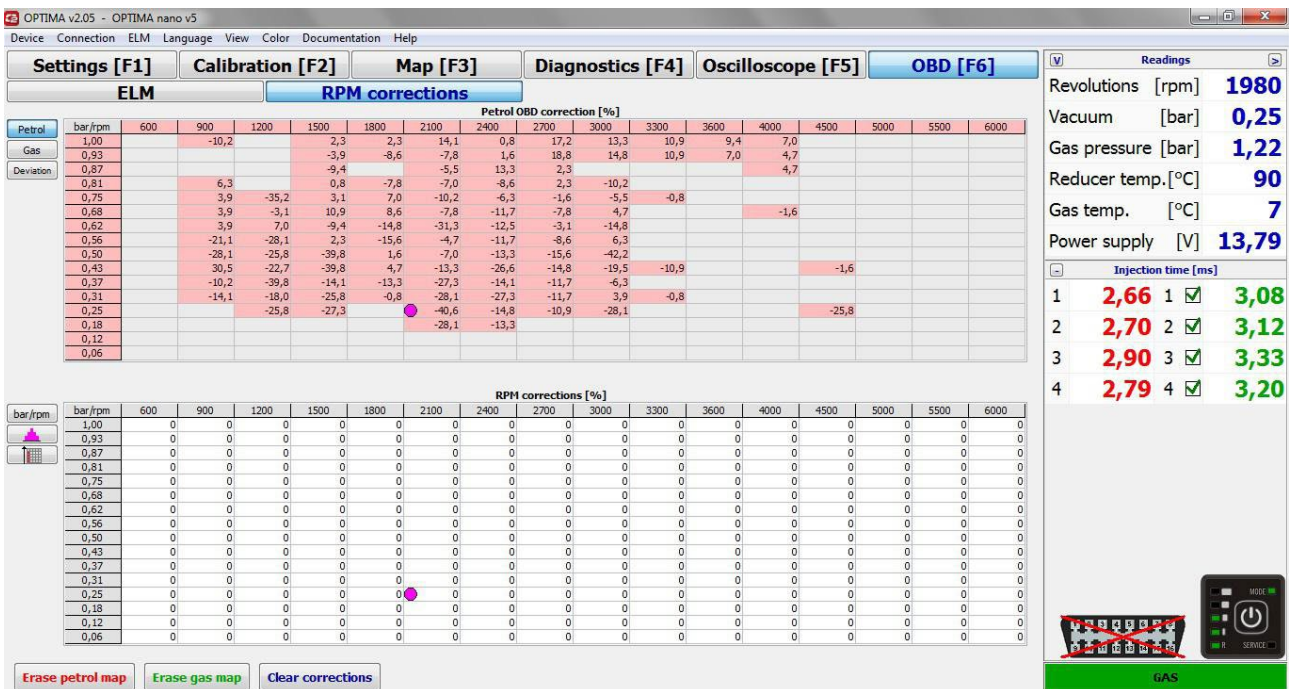 OPTIMA v2.05 - OPTIMA nano v5
Device Connection ELM Language View Color Documentation Help
Settings [F1] Calibration [F2] Map [F3] Diagnostics [F4] Oscilloscope [F5] OBD [F6]
ELM RPM corrections
Petrol OBD correction [%]
Petrol
Gas
Deviation
bar/rpm 600 900 1200 1500 1800 2100 2400 2700 3000 3300 3600 4000 4500 5000 5500 6000
1,00 -10,2 2,3 2,3 14,1 0,8 17,2 13,3 10,9 9,4 7,0
0,93 -3,9 -8,6 -7,8 1,6 18,8 14,8 10,9 7,0 4,7
0,87 -9,4 -5,5 13,3 2,3 4,7
0,81 6,3 0,8 -7,8 -7,0 -8,6 2,3 -10,2
0,75 3,9 -35,2 3,1 7,0 -10,2 -6,3 -1,6 -5,5 -0,8
0,68 3,9 -3,1 10,9 8,6 -7,8 -11,7 -7,8 4,7 -1,6
0,62 3,9 7,0 -9,4 -14,8 -31,3 -12,5 -3,1 -14,8
0,56 -21,1 -28,1 2,3 -15,6 -4,7 -11,7 -8,6 6,3
0,50 -28,1 -25,8 -39,8 1,6 -7,0 -13,3 -15,6 -42,2
0,43 30,5 -22,7 -39,8 4,7 -13,3 -26,6 -14,8 -19,5 -10,9 -1,6
0,37 -10,2 -39,8 -14,1 -13,3 -27,3 -14,1 -11,7 -6,3
0,31 -14,1 -18,0 -25,8 -0,8 -28,1 -27,3 -11,7 3,9 -0,8
0,25 -25,8 -27,3 -40,6 -14,8 -10,9 -28,1 -25,8
0,18 -28,1 -13,3
0,12
0,06
RPM corrections [%]
bar/rpm
bar/rpm 600 900 1200 1500 1800 2100 2400 2700 3000 3300 3600 4000 4500 5000 5500 6000
1,00 0 0 0 0 0 0 0 0 0 0 0 0 0 0 0 0
0,93 0 0 0 0 0 0 0 0 0 0 0 0 0 0 0 0
0,87 0 0 0 0 0 0 0 0 0 0 0 0 0 0 0 0
0,81 0 0 0 0 0 0 0 0 0 0 0 0 0 0 0 0
0,75 0 0 0 0 0 0 0 0 0 0 0 0 0 0 0 0
0,68 0 0 0 0 0 0 0 0 0 0 0 0 0 0 0 0
0,62 0 0 0 0 0 0 0 0 0 0 0 0 0 0 0 0
0,56 0 0 0 0 0 0 0 0 0 0 0 0 0 0 0 0
0,50 0 0 0 0 0 0 0 0 0 0 0 0 0 0 0 0
0,43 0 0 0 0 0 0 0 0 0 0 0 0 0 0 0 0
0,37 0 0 0 0 0 0 0 0 0 0 0 0 0 0 0 0
0,31 0 0 0 0 0 0 0 0 0 0 0 0 0 0 0 0
0,25 0 0 0 0 0 0 0 0 0 0 0 0 0 0 0 0
0,18 0 0 0 0 0 0 0 0 0 0 0 0 0 0 0 0
0,12 0 0 0 0 0 0 0 0 0 0 0 0 0 0 0 0
0,06 0 0 0 0 0 0 0 0 0 0 0 0 0 0 0 0
Erase petrol map Erase gas map Clear corrections
V Readings >
Revolutions [rpm] 1980
Vacuum [bar] 0,25
Gas pressure [bar] 1,22
Reducer temp.[°C] 90
Gas temp. [°C] 7
Power supply [V] 13,79
- Injection time [ms]
1 2,66 1 3,08
2 2,70 2 3,12
3 2,90 3 3,33
4 2,79 4 3,20
MODE
R SERVICE
GAS